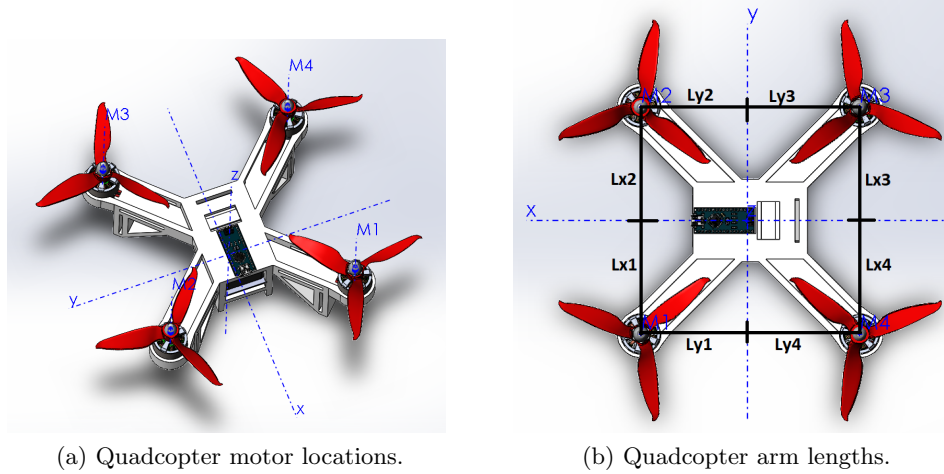 M4
M3
z
M1
y
M2
x
(a) Quadcopter motor locations.
y
M2
Ly2
Ly3
M3
Lx2
Lx3
x
Lx1
Lx4
M1
Ly1
Ly4
M4
(b) Quadcopter arm lengths.